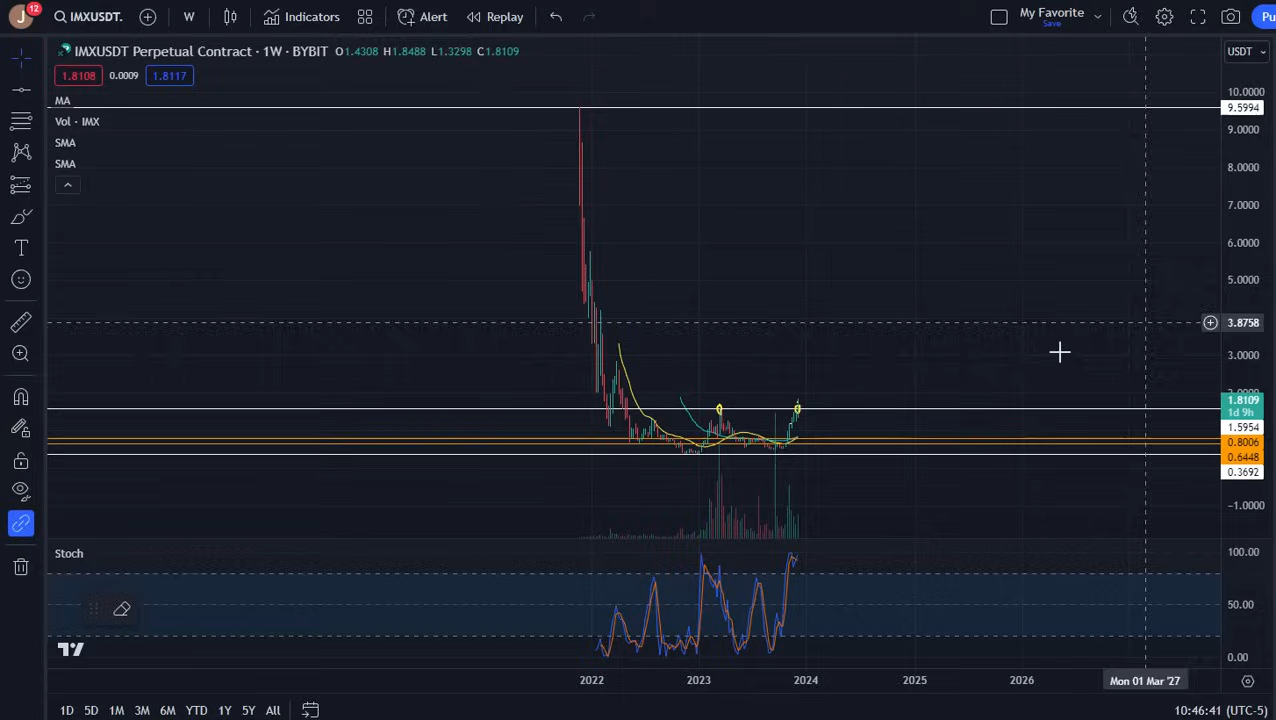 J 12 IMXUSDT. W Indicators Alert Replay My Favorite Save Pu
IMXUSDT Perpetual Contract · 1W · BYBIT O1.4308 H1.8488 L1.3298 C1.8109 USDT
1.8108 0.0009 1.8117
MA
Vol · IMX
SMA
SMA
10.0000
9.5994
9.0000
8.0000
7.0000
6.0000
5.0000
3.8758
3.0000
1.8109
1d 9h
1.5954
0.8006
0.6448
0.3692
−1.0000
Stoch
100.00
50.00
0.00
2022 2023 2024 2025 2026 Mon 01 Mar '27
1D 5D 1M 3M 6M YTD 1Y 5Y All 10:46:41 (UTC-5)